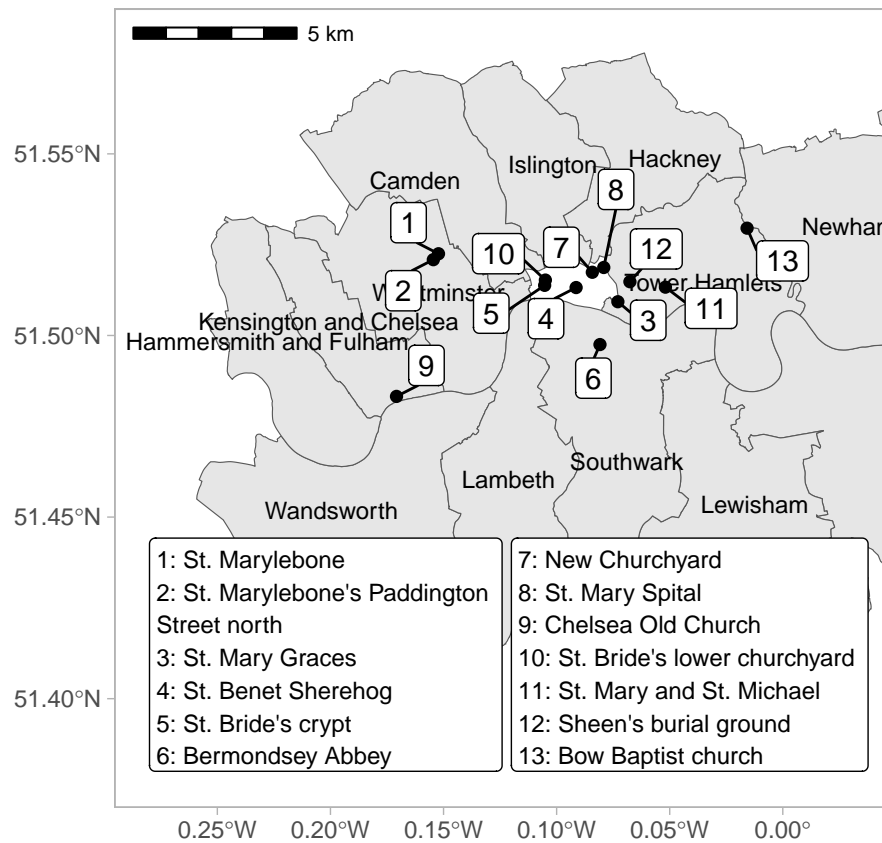 5 km
51.55°N
51.50°N
51.45°N
51.40°N
Hackney
Islington
Camden
8
1
Newham
10
7
12
13
2
Westminster
Tower Hamlets
5
4
3
11
Kensington and Chelsea
Hammersmith and Fulham
9
6
Southwark
Lambeth
Wandsworth
Lewisham
1: St. Marylebone
2: St. Marylebone's Paddington
Street north
3: St. Mary Graces
4: St. Benet Sherehog
5: St. Bride's crypt
6: Bermondsey Abbey
7: New Churchyard
8: St. Mary Spital
9: Chelsea Old Church
10: St. Bride's lower churchyard
11: St. Mary and St. Michael
12: Sheen's burial ground
13: Bow Baptist church
0.25°W
0.20°W
0.15°W
0.10°W
0.05°W
0.00°